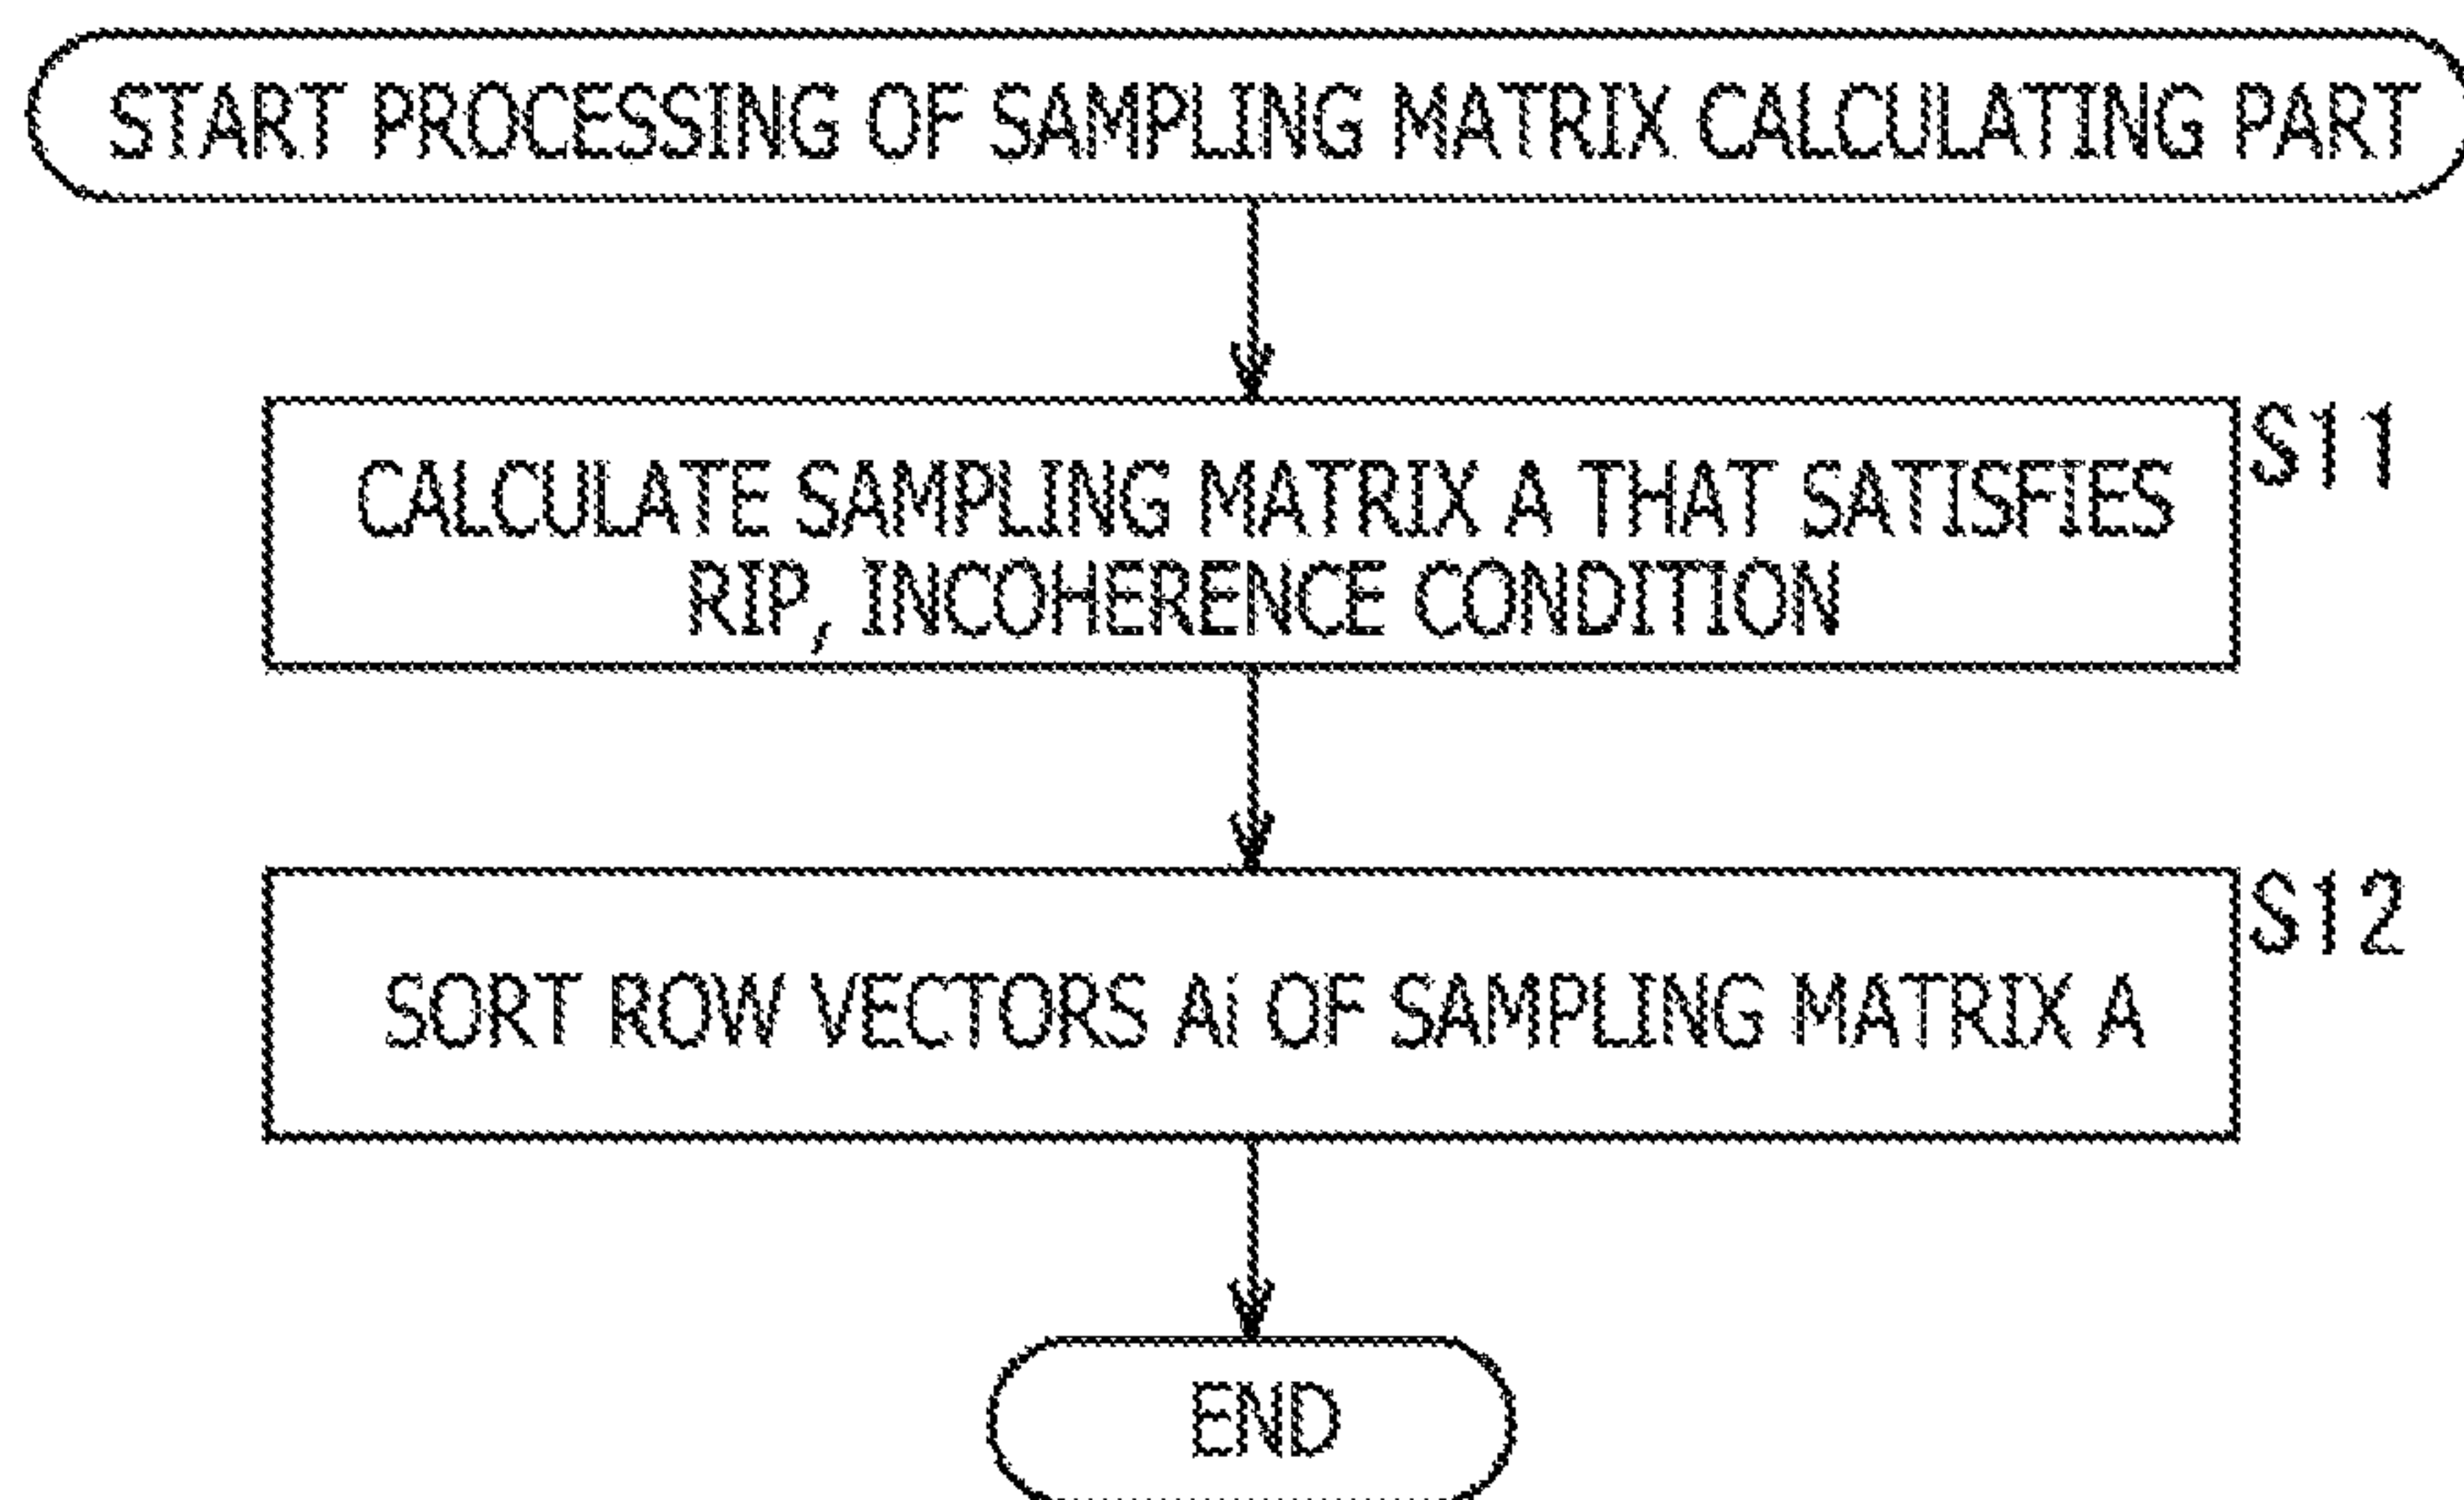 START PROCESSING OF SAMPLING MATRIX CALCULATING PART
S11
CALCULATE SAMPLING MATRIX A THAT SATISFIES
RIP, INCOHERENCE CONDITION
S12
SORT ROW VECTORS Ai OF SAMPLING MATRIX A
END